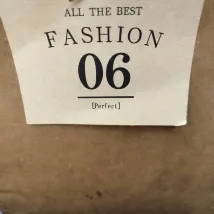 ALL THE BEST
FASHION
06
[Perfect]